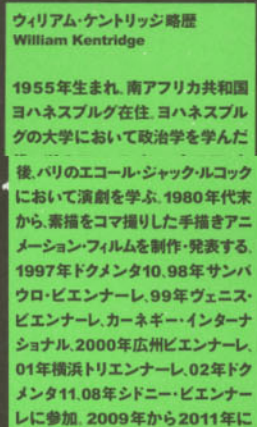 ウィリアム・ケントリッジ略歴
William Kentridge
1955年生まれ。南アフリカ共和国
ヨハネスブルグ在住。ヨハネスブル
グの大学において政治学を学んだ
後、パリのエコール・ジャック・ルコック
において演劇を学ぶ。1980年代末
から、素描をコマ撮りした手描きアニ
メーション・フィルムを制作・発表する。
1997年ドクメンタ10、98年サンパ
ウロ・ビエンナーレ、99年ヴェニス・
ビエンナーレ、カーネギー・インターナ
ショナル、2000年広州ビエンナーレ、
01年横浜トリエンナーレ、02年ドク
メンタ11、08年シドニー・ビエンナー
レに参加。2009年から2011年に